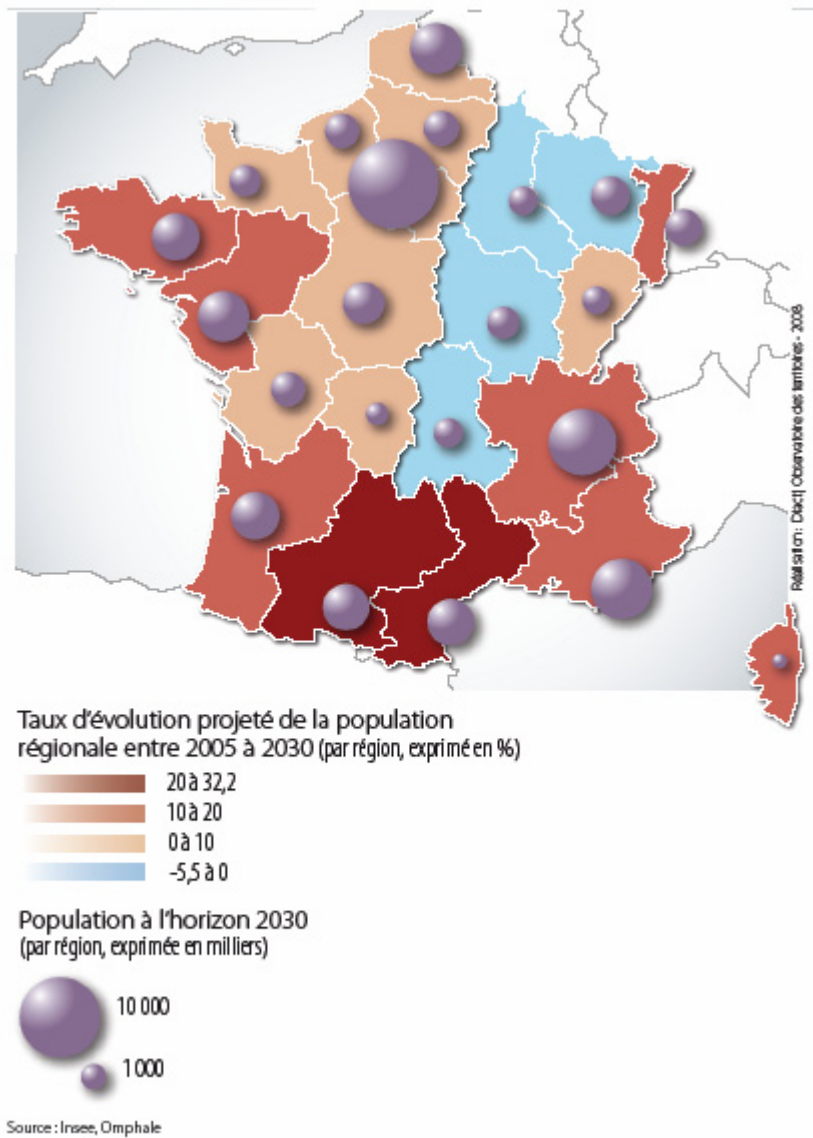 Réalisation : Diact| Observatoire des territoires - 2008
Taux d'évolution projeté de la population
régionale entre 2005 à 2030 (par région, exprimé en %)
20 à 32,2
10 à 20
0 à 10
-5,5 à 0
Population à l'horizon 2030
(par région, exprimée en milliers)
10 000
1 000
Source : Insee, Omphale